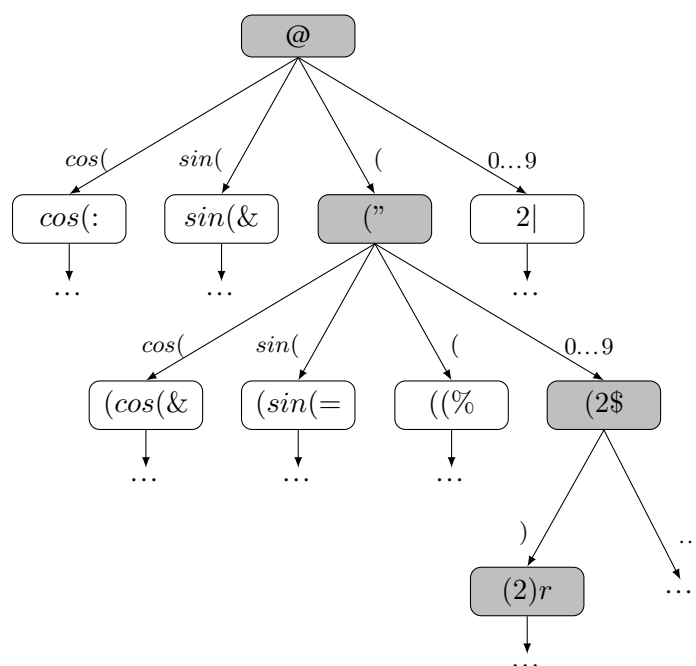 @
cos( sin( ( 0...9
cos(: sin(& (” 2|
... ... ...
cos( sin( ( 0...9
(cos(& (sin(= ((% (2$
... ... ...
) ..
(2)r ...
...